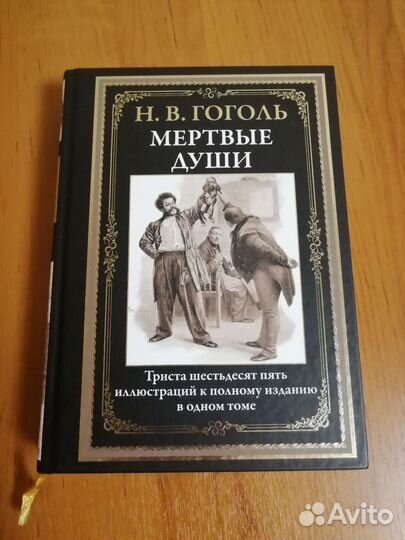 Н. В. ГОГОЛЬ
МЕРТВЫЕ
ДУШИ
Триста шестьдесят пять
иллюстраций к полному изданию
в одном томе
Avito